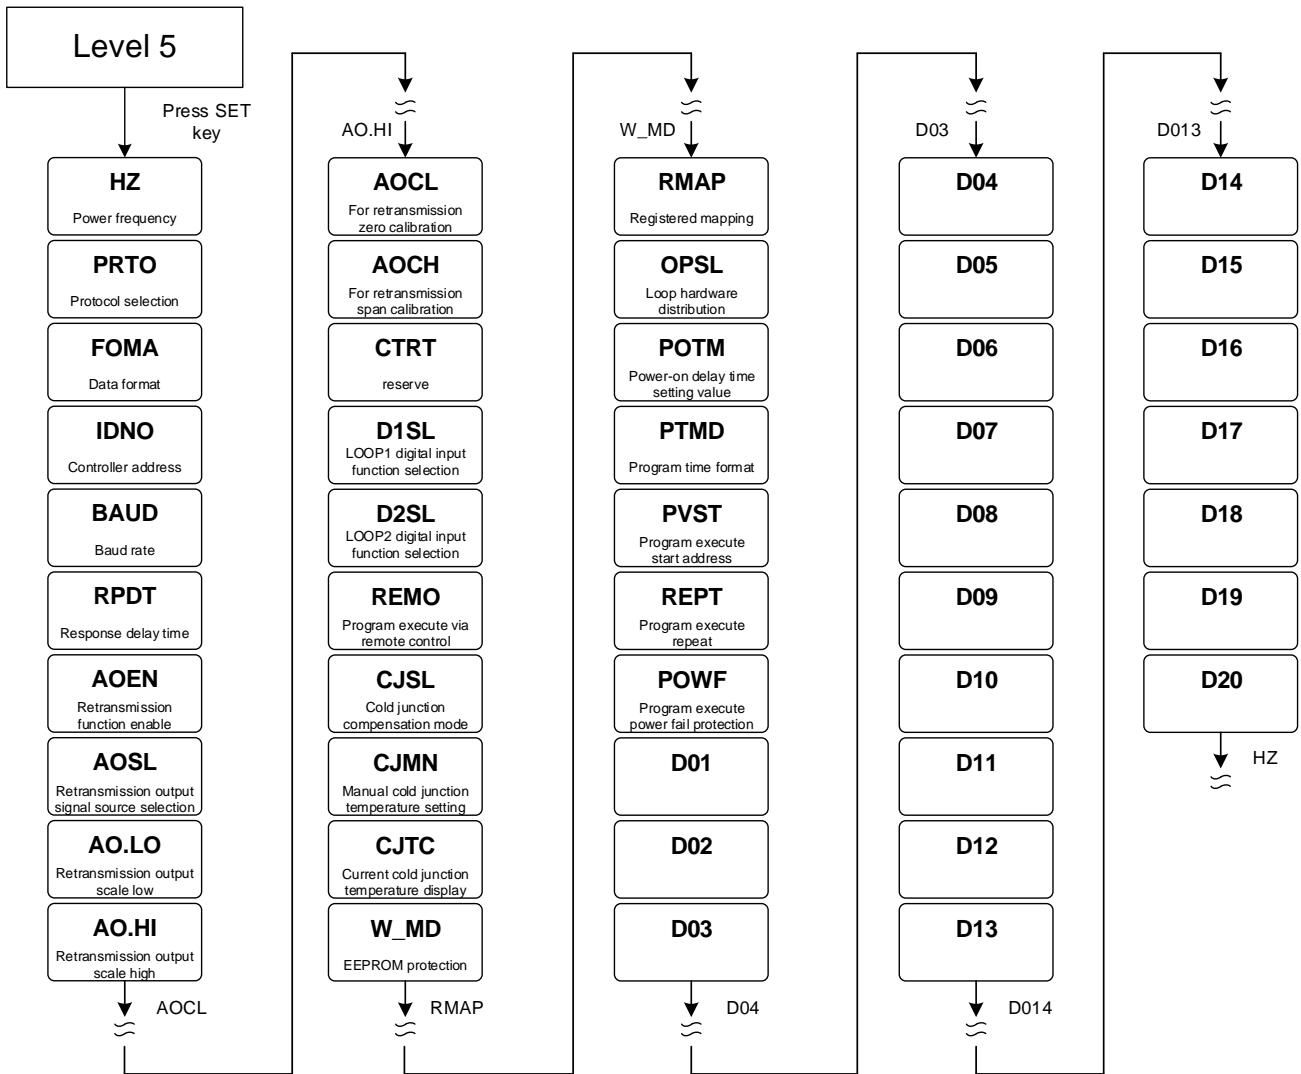 Level 5
Press SET
key
HZ
Power frequency
PRTO
Protocol selection
FOMA
Data format
IDNO
Controller address
BAUD
Baud rate
RPDT
Response delay time
AOEN
Retransmission
function enable
AOSL
Retransmission output
signal source selection
AO.LO
Retransmission output
scale low
AO.HI
Retransmission output
scale high
AOCL
AO.HI
AOCL
For retransmission
zero calibration
AOCH
For retransmission
span calibration
CTRT
reserve
D1SL
LOOP1 digital input
function selection
D2SL
LOOP2 digital input
function selection
REMO
Program execute via
remote control
CJSL
Cold junction
compensation mode
CJMN
Manual cold junction
temperature setting
CJTC
Current cold junction
temperature display
W_MD
EEPROM protection
RMAP
W_MD
RMAP
Registered mapping
OPSL
Loop hardware
distribution
POTM
Power-on delay time
setting value
PTMD
Program time format
PVST
Program execute
start address
REPT
Program execute
repeat
POWF
Program execute
power fail protection
D01
D02
D03
D04
D03
D04
D05
D06
D07
D08
D09
D10
D11
D12
D13
D014
D013
D14
D15
D16
D17
D18
D19
D20
HZ